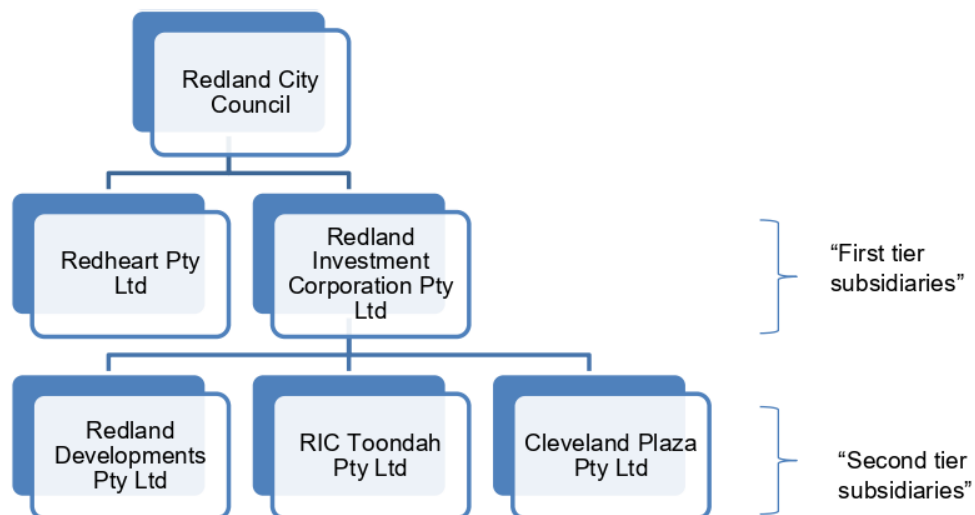 Redland City
Council
Redheart Pty
Ltd
Redland
Investment
Corporation Pty
Ltd
“First tier
subsidiaries”
Redland
Developments
Pty Ltd
RIC Toondah
Pty Ltd
Cleveland Plaza
Pty Ltd
“Second tier
subsidiaries”